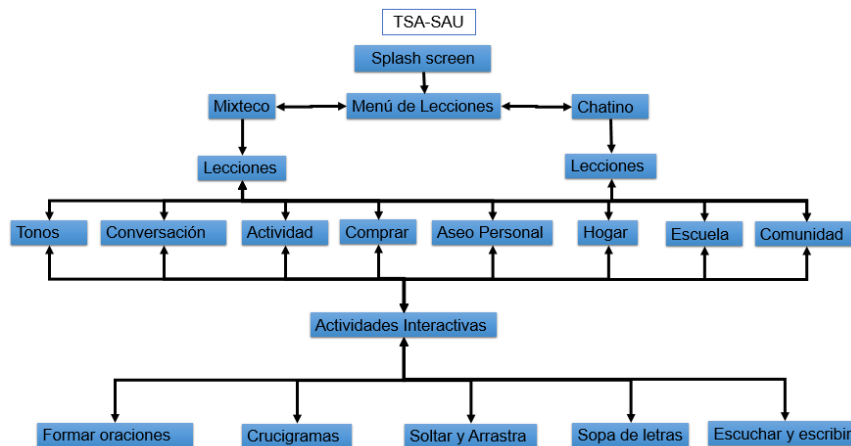 TSA-SAU
Splash screen
Mixteco
Menú de Lecciones
Chatino
Lecciones
Lecciones
Tonos
Conversación
Actividad
Comprar
Aseo Personal
Hogar
Escuela
Comunidad
Actividades Interactivas
Formar oraciones
Crucigramas
Soltar y Arrastra
Sopa de letras
Escuchar y escribir